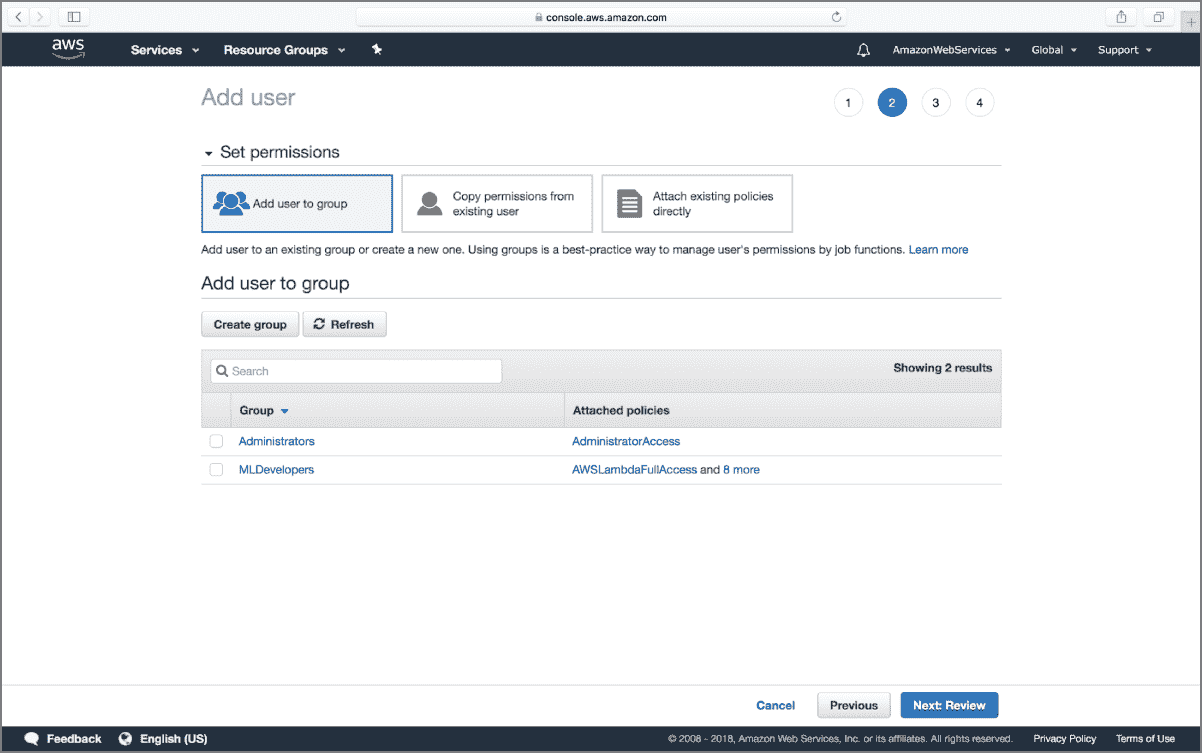 console.aws.amazon.com
aws Services Resource Groups AmazonWebServices Global Support
Add user
1 2 3 4
Set permissions
Add user to group
Copy permissions from
existing user
Attach existing policies
directly
Add user to an existing group or create a new one. Using groups is a best-practice way to manage user's permissions by job functions. Learn more
Add user to group
Create group Refresh
Search Showing 2 results
Group Attached policies
Administrators AdministratorAccess
MLDevelopers AWSLambdaFullAccess and 8 more
Cancel Previous Next: Review
Feedback English (US) © 2008 - 2018, Amazon Web Services, Inc. or its affiliates. All rights reserved. Privacy Policy Terms of Use